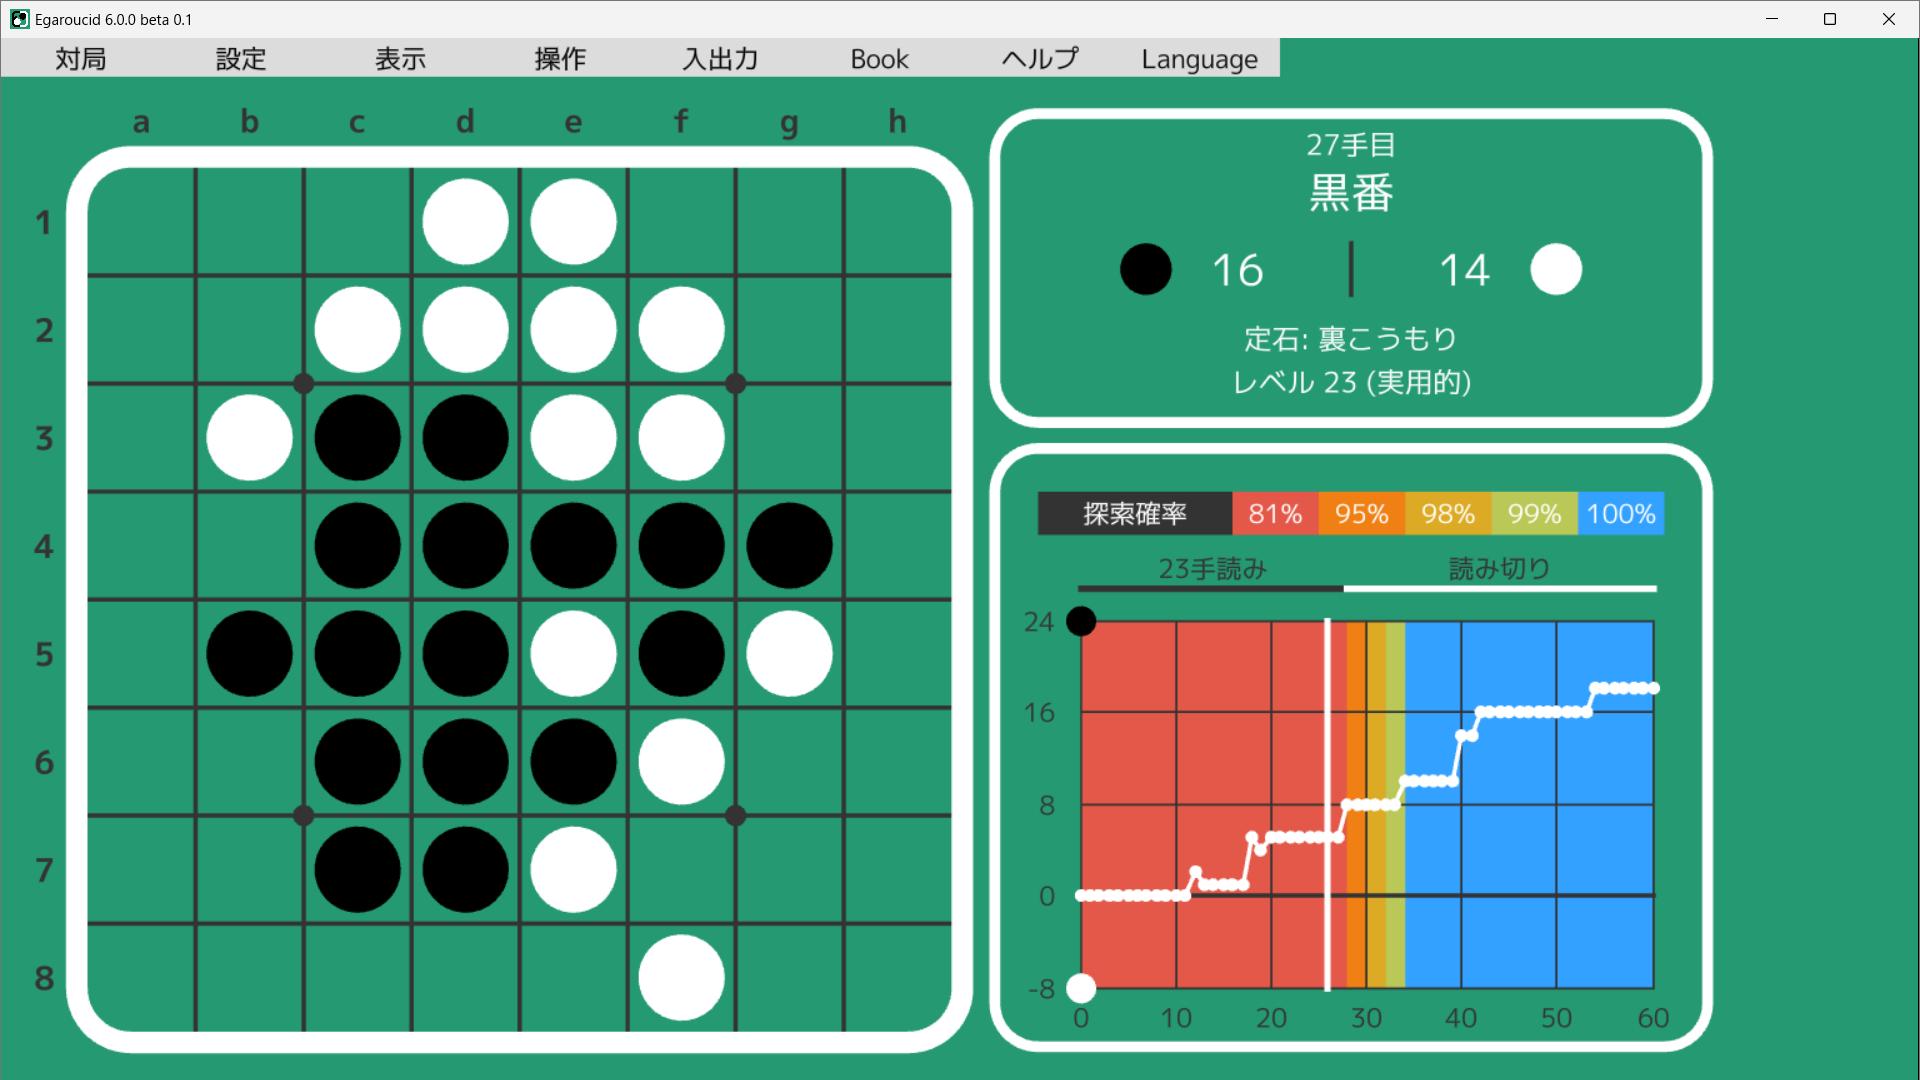 Egaroucid 6.0.0 beta 0.1
対局 設定 表示 操作 入出力 Book ヘルプ Language
a b c d e f g h
1
2
3
4
5
6
7
8
27手目
黒番
16 14
定石: 裏こうもり
レベル 23 (実用的)
探索確率 81% 95% 98% 99% 100%
23手読み 読み切り
24
16
8
0
-8
0 10 20 30 40 50 60